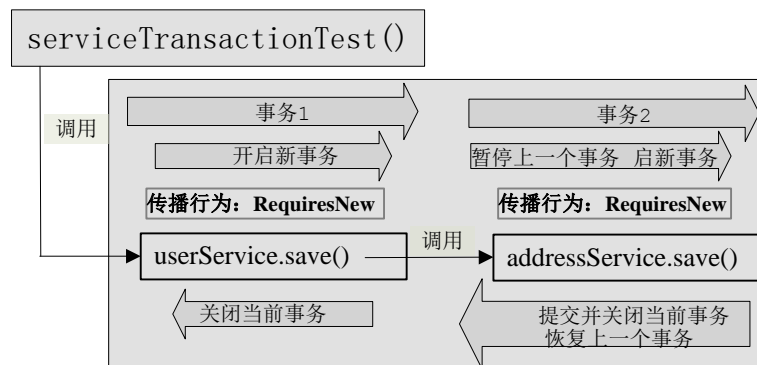 serviceTransactionTest()
调用
事务1
事务2
开启新事务
暂停上一个事务 启新事务
传播行为：RequiresNew
传播行为：RequiresNew
userService.save()
调用
addressService.save()
关闭当前事务
提交并关闭当前事务
恢复上一个事务